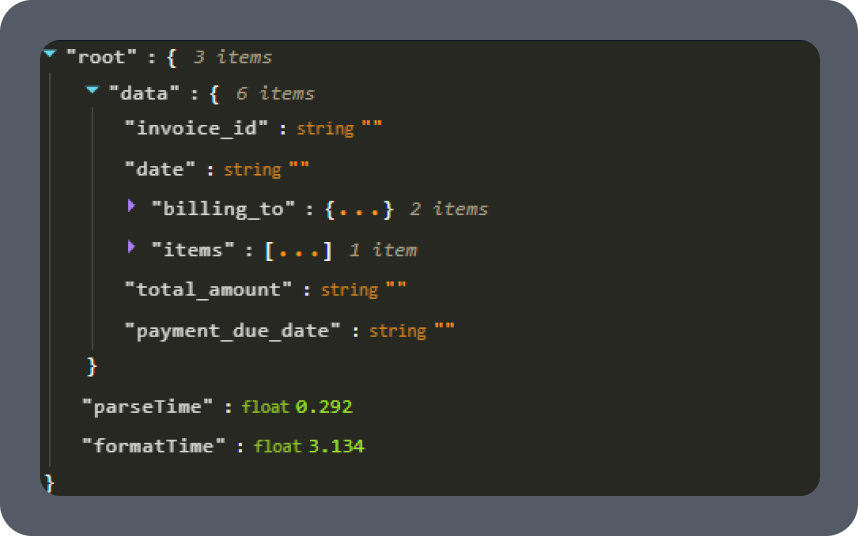 "root" : { 3 items
"data" : { 6 items
"invoice_id" : string ""
"date" : string ""
"billing_to" : {...} 2 items
"items" : [...] 1 item
"total_amount" : string ""
"payment_due_date" : string ""
}
"parseTime" : float 0.292
"formatTime" : float 3.134
}